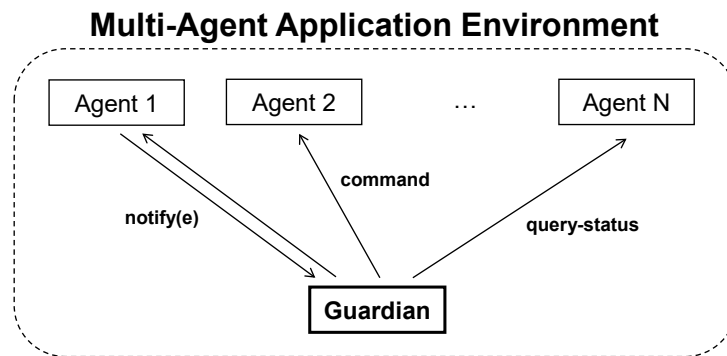 Multi-Agent Application Environment
Agent 1
Agent 2
…
Agent N
command
notify(e)
query-status
Guardian